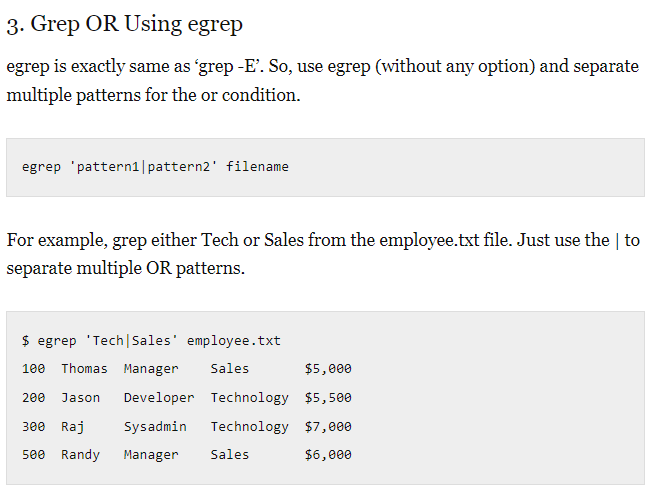 3. Grep OR Using egrep
egrep is exactly same as ‘grep -E’. So, use egrep (without any option) and separate
multiple patterns for the or condition.
egrep 'pattern1|pattern2' filename
For example, grep either Tech or Sales from the employee.txt file. Just use the | to
separate multiple OR patterns.
$ egrep 'Tech|Sales' employee.txt
100  Thomas  Manager    Sales       $5,000
200  Jason   Developer  Technology  $5,500
300  Raj     Sysadmin   Technology  $7,000
500  Randy   Manager    Sales       $6,000